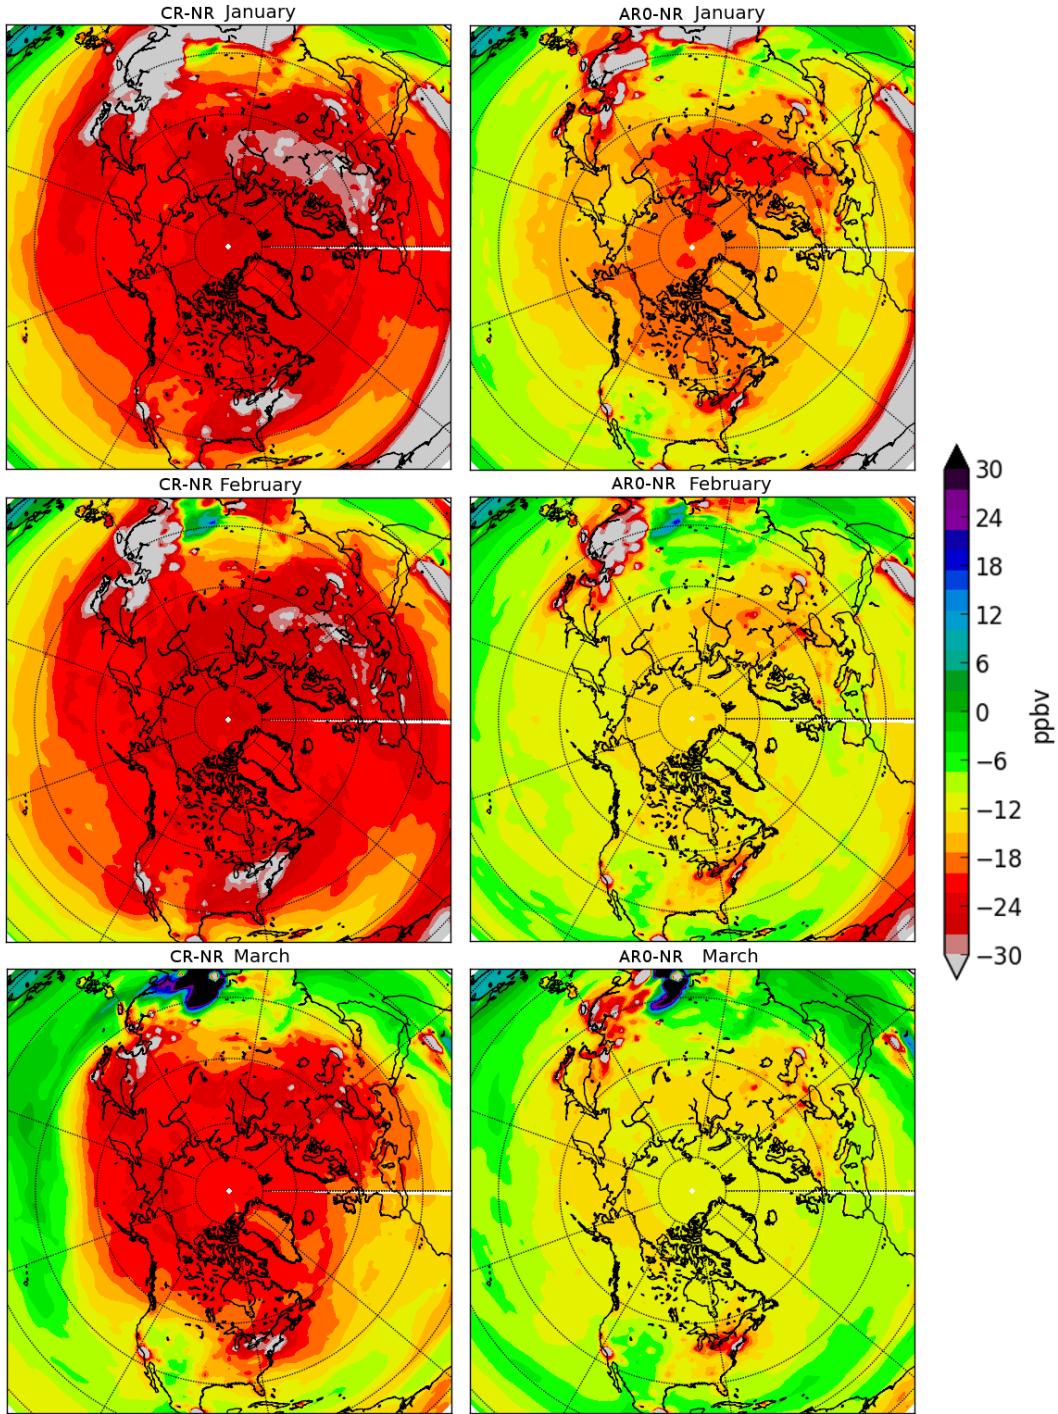 CR-NR January
AR0-NR January
CR-NR February
AR0-NR February
CR-NR March
AR0-NR March
30
24
18
12
6
0
−6
−12
−18
−24
−30
ppbv